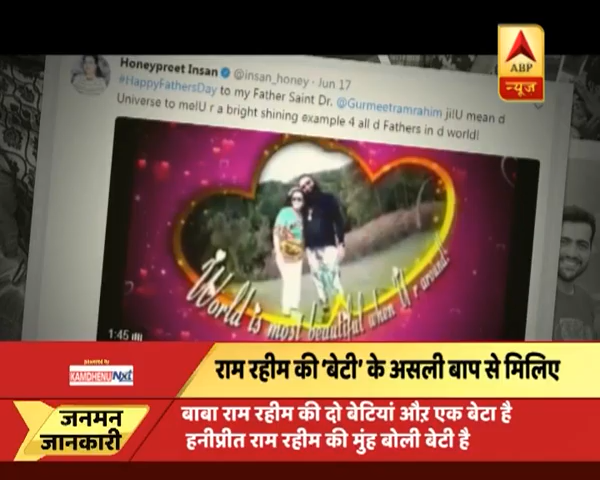 Honeypreet Insan @insan_honey · Jun 17
#HappyFathersDay to my Father Saint Dr. @Gurmeetramrahim ji!U mean d
Universe to me!U r a bright shining example 4 all d Fathers in d world!
ABP
न्यूज़
World is most beautiful when U r around!
1:45
KAMDHENU Nxt
राम रहीम की 'बेटी' के असली बाप से मिलिए
जनमन
जानकारी
बाबा राम रहीम की दो बेटियां औऱ एक बेटा है
हनीप्रीत राम रहीम की मुंह बोली बेटी है